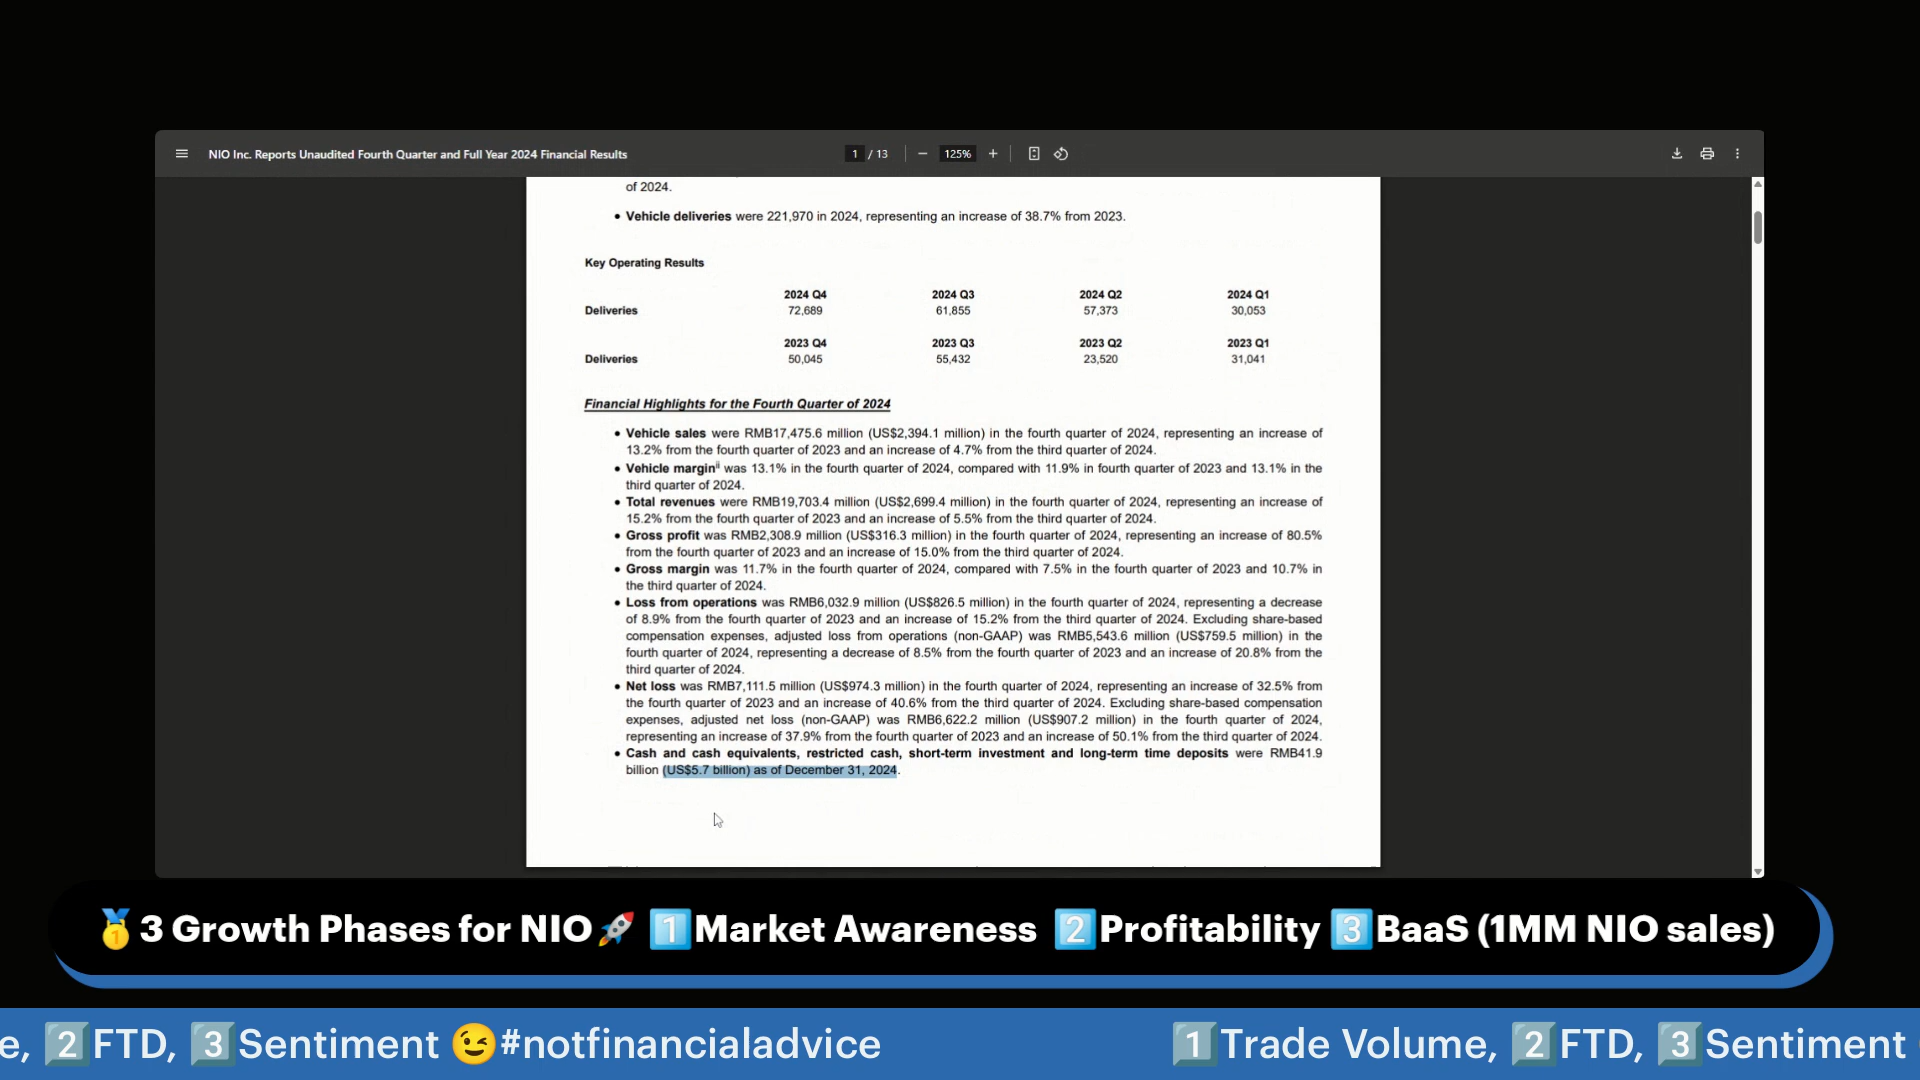 NIO Inc. Reports Unaudited Fourth Quarter and Full Year 2024 Financial Results
1 / 13
125%
of 2024.
• Vehicle deliveries were 221,970 in 2024, representing an increase of 38.7% from 2023.
Key Operating Results
2024 Q4 2024 Q3 2024 Q2 2024 Q1
Deliveries 72,689 61,855 57,373 30,053
2023 Q4 2023 Q3 2023 Q2 2023 Q1
Deliveries 50,045 55,432 23,520 31,041
Financial Highlights for the Fourth Quarter of 2024
• Vehicle sales were RMB17,475.6 million (US$2,394.1 million) in the fourth quarter of 2024, representing an increase of
13.2% from the fourth quarter of 2023 and an increase of 4.7% from the third quarter of 2024.
• Vehicle marginii was 13.1% in the fourth quarter of 2024, compared with 11.9% in fourth quarter of 2023 and 13.1% in the
third quarter of 2024.
• Total revenues were RMB19,703.4 million (US$2,699.4 million) in the fourth quarter of 2024, representing an increase of
15.2% from the fourth quarter of 2023 and an increase of 5.5% from the third quarter of 2024.
• Gross profit was RMB2,308.9 million (US$316.3 million) in the fourth quarter of 2024, representing an increase of 80.5%
from the fourth quarter of 2023 and an increase of 15.0% from the third quarter of 2024.
• Gross margin was 11.7% in the fourth quarter of 2024, compared with 7.5% in the fourth quarter of 2023 and 10.7% in
the third quarter of 2024.
• Loss from operations was RMB6,032.9 million (US$826.5 million) in the fourth quarter of 2024, representing a decrease
of 8.9% from the fourth quarter of 2023 and an increase of 15.2% from the third quarter of 2024. Excluding share-based
compensation expenses, adjusted loss from operations (non-GAAP) was RMB5,543.6 million (US$759.5 million) in the
fourth quarter of 2024, representing a decrease of 8.5% from the fourth quarter of 2023 and an increase of 20.8% from the
third quarter of 2024.
• Net loss was RMB7,111.5 million (US$974.3 million) in the fourth quarter of 2024, representing an increase of 32.5% from
the fourth quarter of 2023 and an increase of 40.6% from the third quarter of 2024. Excluding share-based compensation
expenses, adjusted net loss (non-GAAP) was RMB6,622.2 million (US$907.2 million) in the fourth quarter of 2024,
representing an increase of 37.9% from the fourth quarter of 2023 and an increase of 50.1% from the third quarter of 2024.
• Cash and cash equivalents, restricted cash, short-term investment and long-term time deposits were RMB41.9
billion (US$5.7 billion) as of December 31, 2024.
🥇3 Growth Phases for NIO🚀 1️⃣Market Awareness 2️⃣Profitability 3️⃣BaaS (1MM NIO sales)
e, 2️⃣FTD, 3️⃣Sentiment 😉#notfinancialadvice 1️⃣Trade Volume, 2️⃣FTD, 3️⃣Sentiment